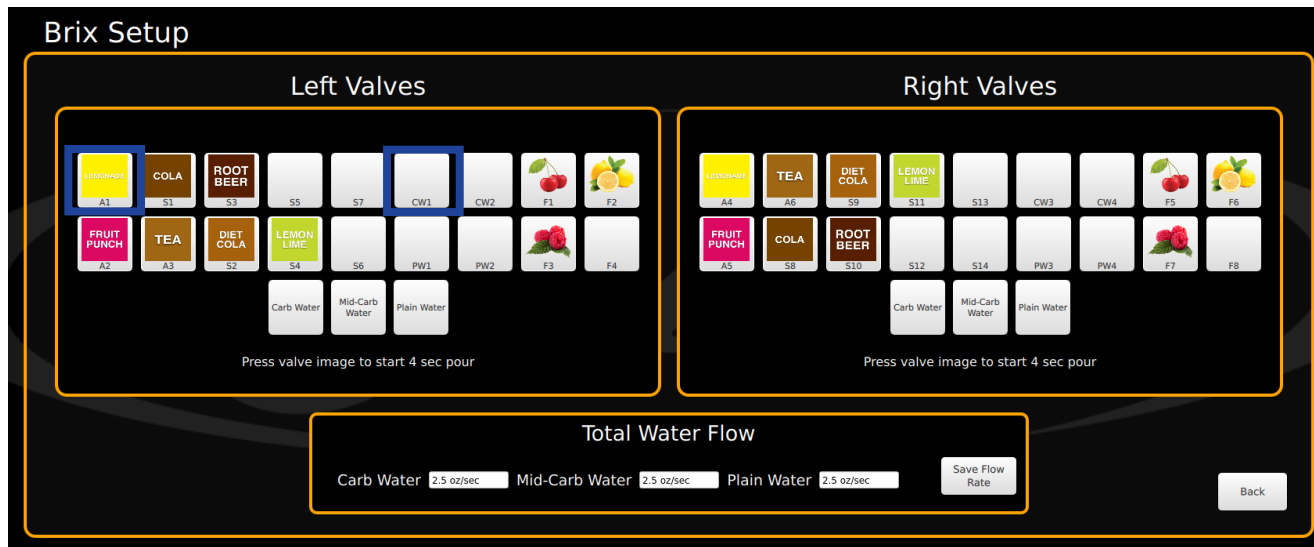 Brix Setup
Left Valves
LEMONADE
A1
COLA
S1
ROOT
BEER
S3
S5
S7
CW1
CW2
F1
F2
FRUIT
PUNCH
A2
TEA
A3
DIET
COLA
S2
LEMON
LIME
S4
S6
PW1
PW2
F3
F4
Carb Water
Mid-Carb
Water
Plain Water
Press valve image to start 4 sec pour
Right Valves
LEMONADE
A4
TEA
A6
DIET
COLA
S9
LEMON
LIME
S11
S13
CW3
CW4
F5
F6
FRUIT
PUNCH
A5
COLA
S8
ROOT
BEER
S10
S12
S14
PW3
PW4
F7
F8
Carb Water
Mid-Carb
Water
Plain Water
Press valve image to start 4 sec pour
Total Water Flow
Carb Water 2.5 oz/sec Mid-Carb Water 2.5 oz/sec Plain Water 2.5 oz/sec
Save Flow
Rate
Back